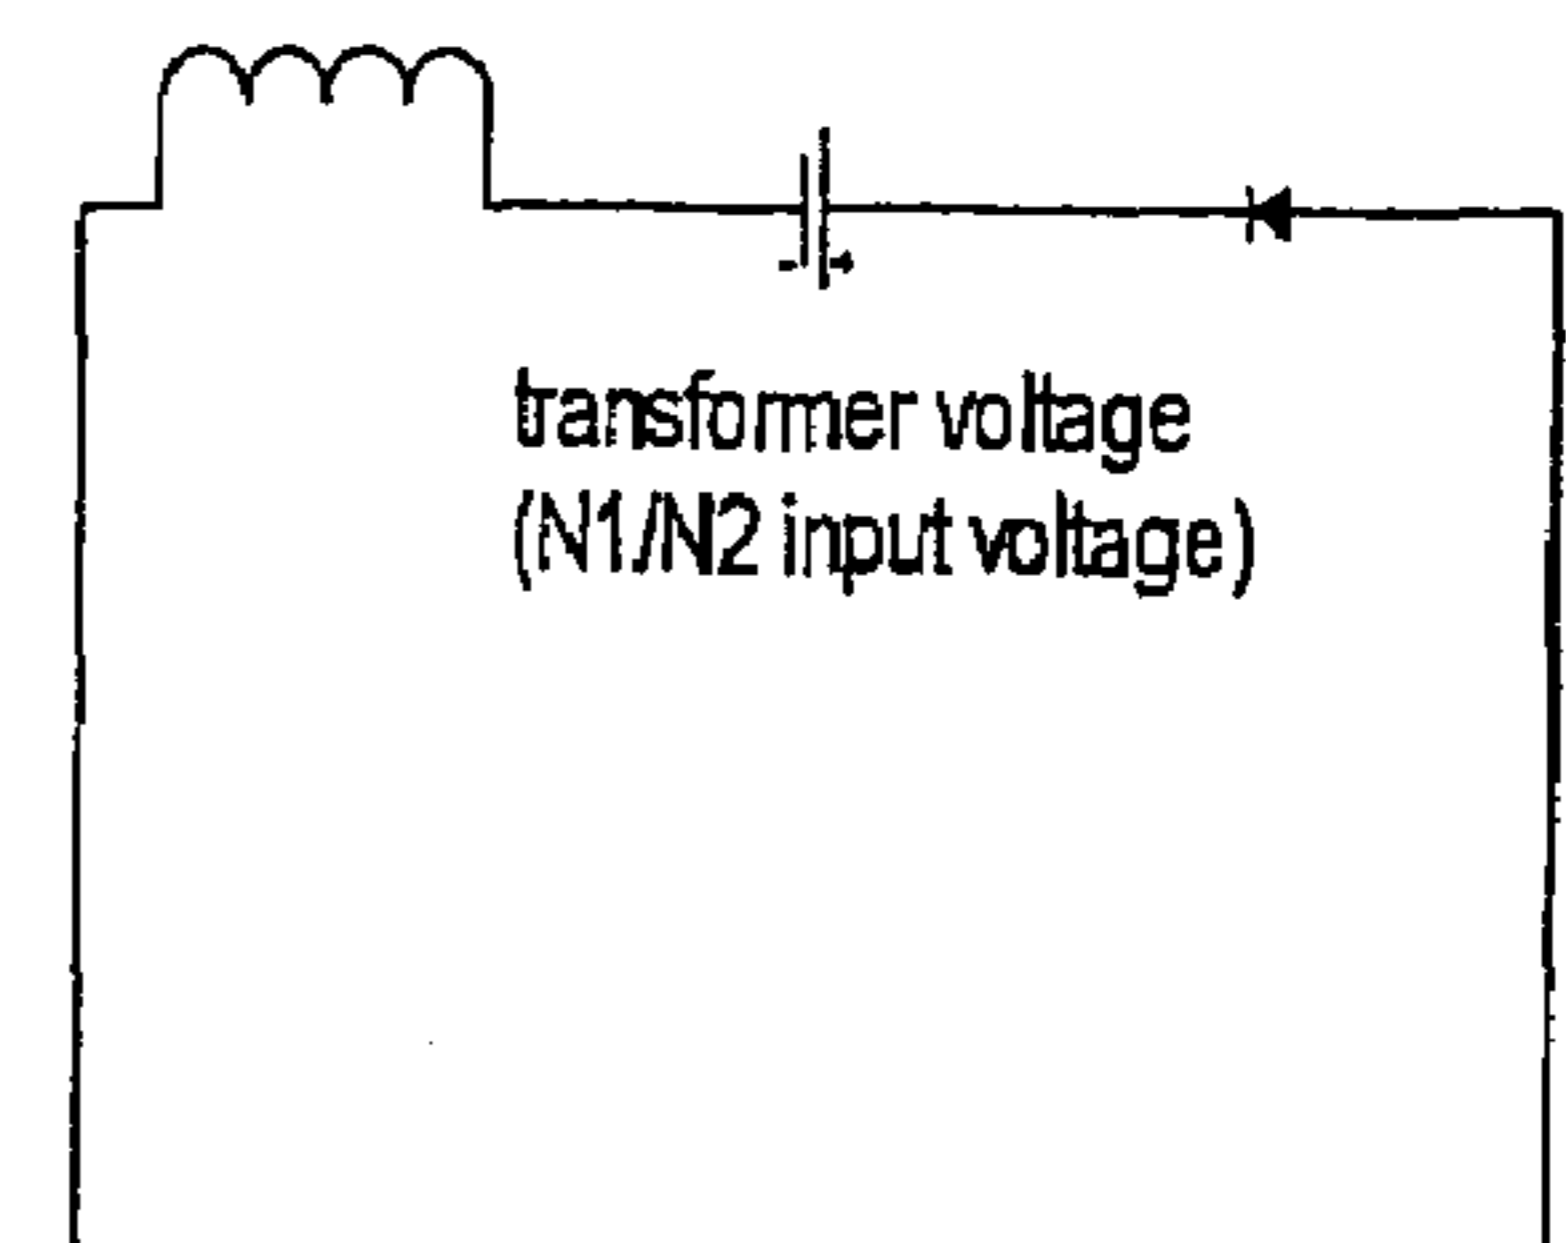 - +
transformer voltage
(N1/N2 input voltage)